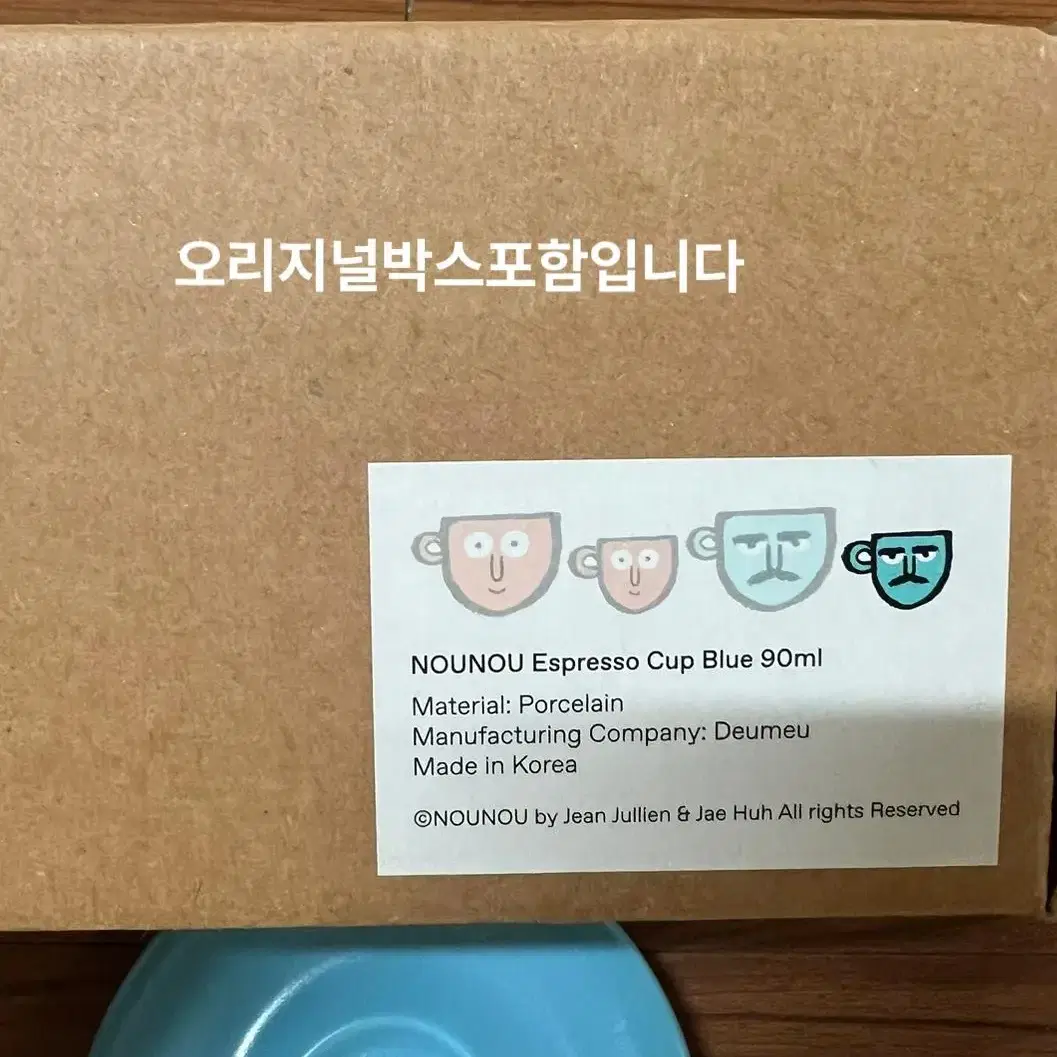 오리지널박스포함입니다
NOUNOU Espresso Cup Blue 90ml
Material: Porcelain
Manufacturing Company: Deumeu
Made in Korea
©NOUNOU by Jean Jullien & Jae Huh All rights Reserved